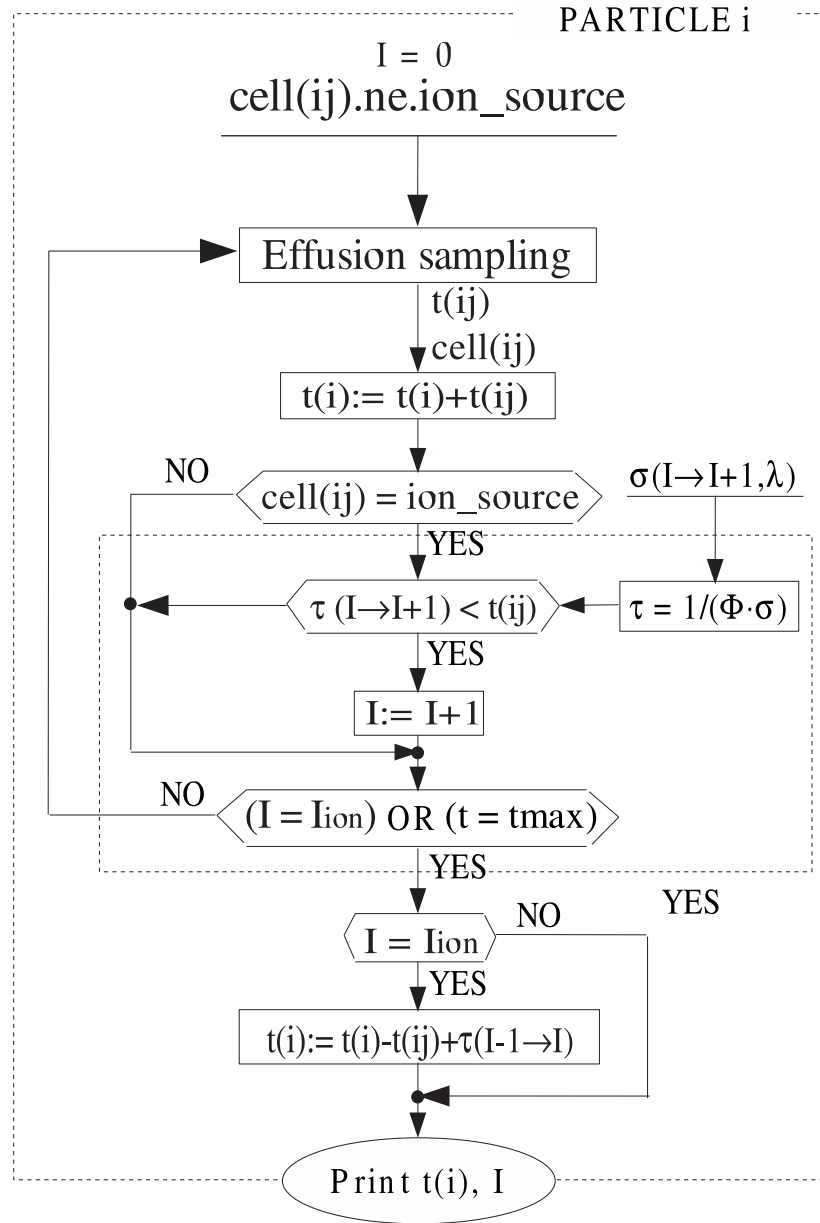 PARTICLE i
I = 0
cell(ij).ne.ion_source
Effusion sampling
t(ij)
cell(ij)
t(i):= t(i)+t(ij)
NO
cell(ij) = ion_source
σ(I→I+1,λ)
YES
τ (I→I+1) < t(ij)
τ = 1/(Φ·σ)
YES
I:= I+1
NO
(I = Iion) OR (t = tmax)
YES
YES
NO
I = Iion
YES
t(i):= t(i)-t(ij)+τ(I-1→I)
Print t(i), I